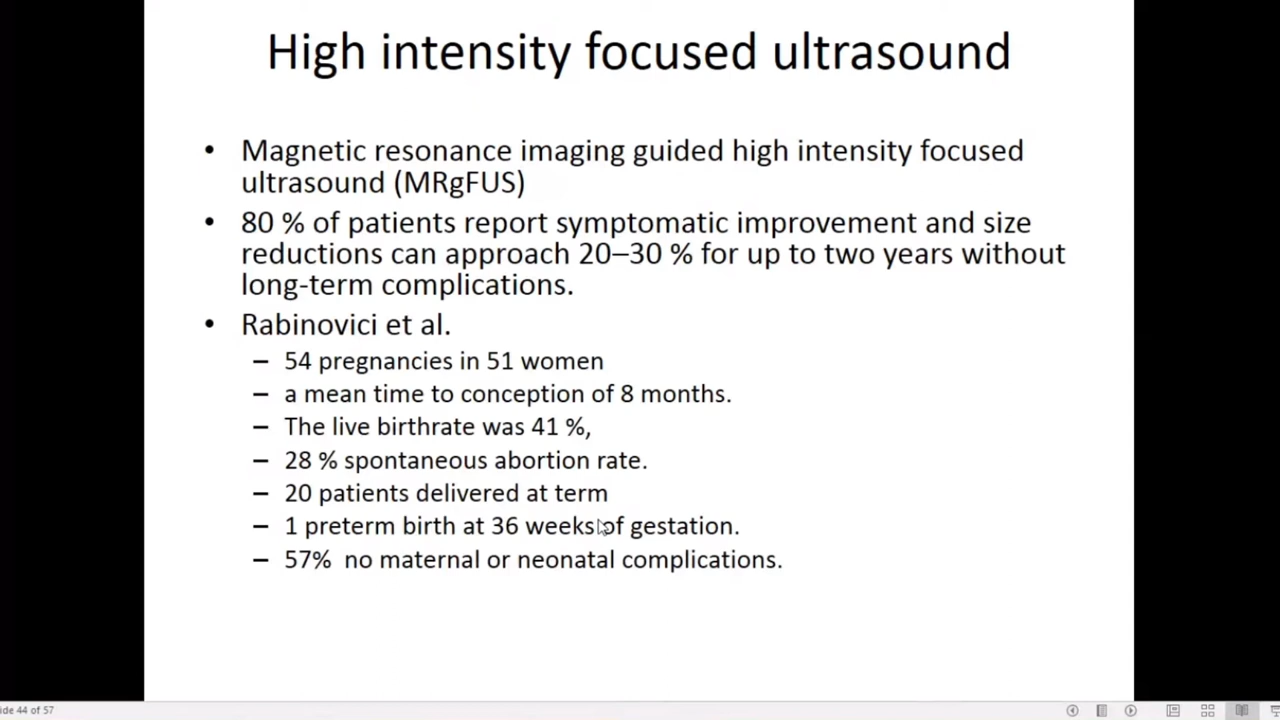 High intensity focused ultrasound
• Magnetic resonance imaging guided high intensity focused
ultrasound (MRgFUS)
• 80 % of patients report symptomatic improvement and size
reductions can approach 20–30 % for up to two years without
long-term complications.
• Rabinovici et al.
– 54 pregnancies in 51 women
– a mean time to conception of 8 months.
– The live birthrate was 41 %,
– 28 % spontaneous abortion rate.
– 20 patients delivered at term
– 1 preterm birth at 36 weeks of gestation.
– 57% no maternal or neonatal complications.
ide 44 of 57